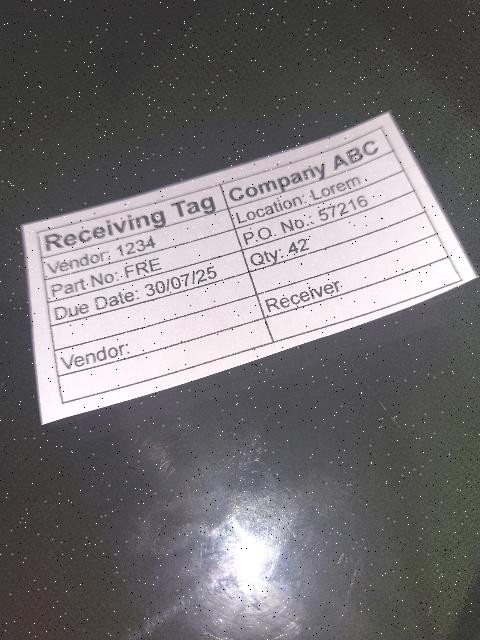 Receiving Tag Company ABC
Vendor: 1234 Location: Lorem
Part No: FRE P.O. No.: 57216
Due Date: 30/07/25 Qty: 42
Vendor: Receiver